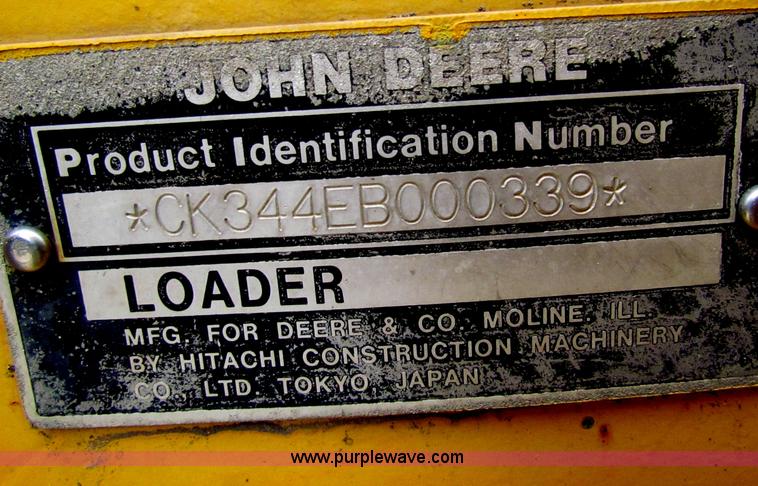 JOHN DEERE
Product Identification Number
*CK344EB000339*
LOADER
MFG. FOR DEERE & CO. MOLINE, ILL.
BY HITACHI CONSTRUCTION MACHINERY
CO., LTD. TOKYO, JAPAN
www.purplewave.com